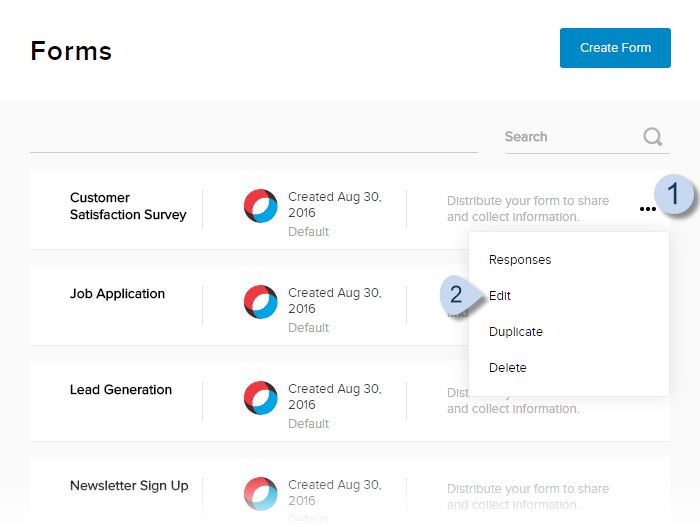 Forms
Create Form
Search
Customer
Satisfaction Survey
Created Aug 30,
2016
Default
Distribute your form to share
and collect information.
1
Responses
2
Edit
Duplicate
Delete
Job Application
Created Aug 30,
2016
Default
Lead Generation
Created Aug 30,
2016
Default
and collect information.
Newsletter Sign Up
Created Aug 30,
2016
Default
Distribute your form to share
and collect information.